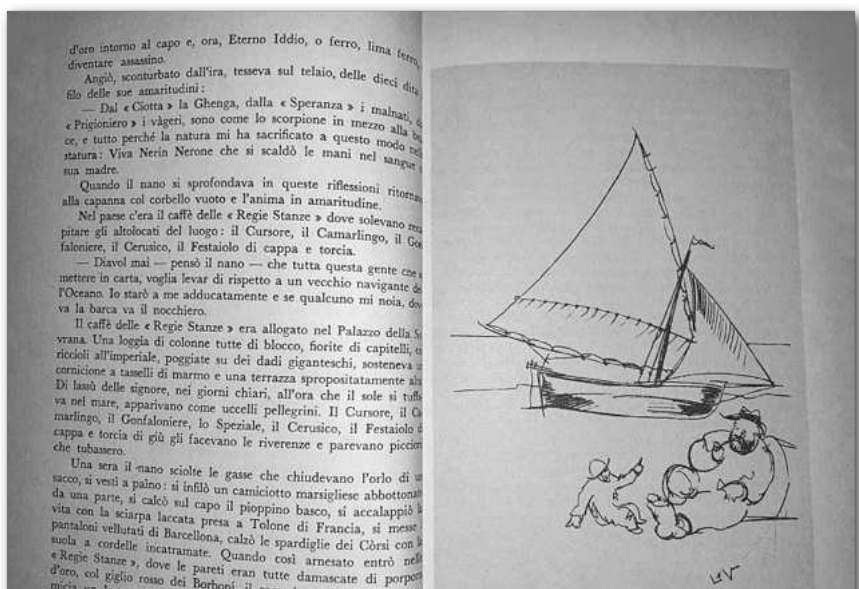 d'oro intorno al capo e, ora, Eterno Iddio, o ferro, lima ferro,
diventare assassino.
Angiò, sconturbato dall'ira, tesseva sul telaio, delle dieci dita
filo delle sue amaritudini:
— Dal « Ciotta » la Ghenga, dalla « Speranza » i malnati,
« Prigioniero » i vàgeri, sono come lo scorpione in mezzo alla
ce, e tutto perché la natura mi ha sacrificato a questo modo
statura: Viva Nerin Nerone che si scaldò le mani nel sangue
sua madre.
Quando il nano si sprofondava in queste riflessioni
alla capanna col corbello vuoto e l'anima in amaritudine.
Nel paese c'era il caffè delle « Regie Stanze » dove solevano
pitare gli altolocati del luogo: il Cursore, il Camarlingo, il Gon
faloniere, il Cerusico, il Festaiolo di cappa e torcia.
— Diavol mai — pensò il nano — che tutta questa gente che
mettere in carta, voglia levar di rispetto a un vecchio navigante
l'Oceano. Io starò a me adducatamente e se qualcuno mi noia,
va la barca va il nocchiero.
Il caffè delle « Regie Stanze » era allogato nel Palazzo della
vrana. Una loggia di colonne tutte di blocco, fiorite di capitelli,
riccioli all'imperiale, poggiate su dei dadi giganteschi, sosteneva
cornicione a tasselli di marmo e una terrazza spropositatamente
Di lassù delle signore, nei giorni chiari, all'ora che il sole si
va nel mare, apparivano come uccelli pellegrini. Il Cursore, il
marlingo, il Gonfaloniere, lo Speziale, il Cerusico, il Festaiolo
cappa e torcia di giù gli facevano le riverenze e parevano piccion
che tubassero.
Una sera il nano sciolte le gasse che chiudevano l'orlo di
sacco, si vestì a paino: si infilò un camiciotto marsigliese
da una parte, si calcò sul capo il pioppino basco, si accalappiò
vita con la sciarpa laccata presa a Tolone di Francia, si messe
pantaloni vellutati di Barcellona, calzò le spardiglie dei Còrsi con
suola a cordelle incatramate. Quando così arnesato entrò
« Regie Stanze », dove le pareti eran tutte damascate di
d'oro, col giglio rosso dei Borboni, il
LV